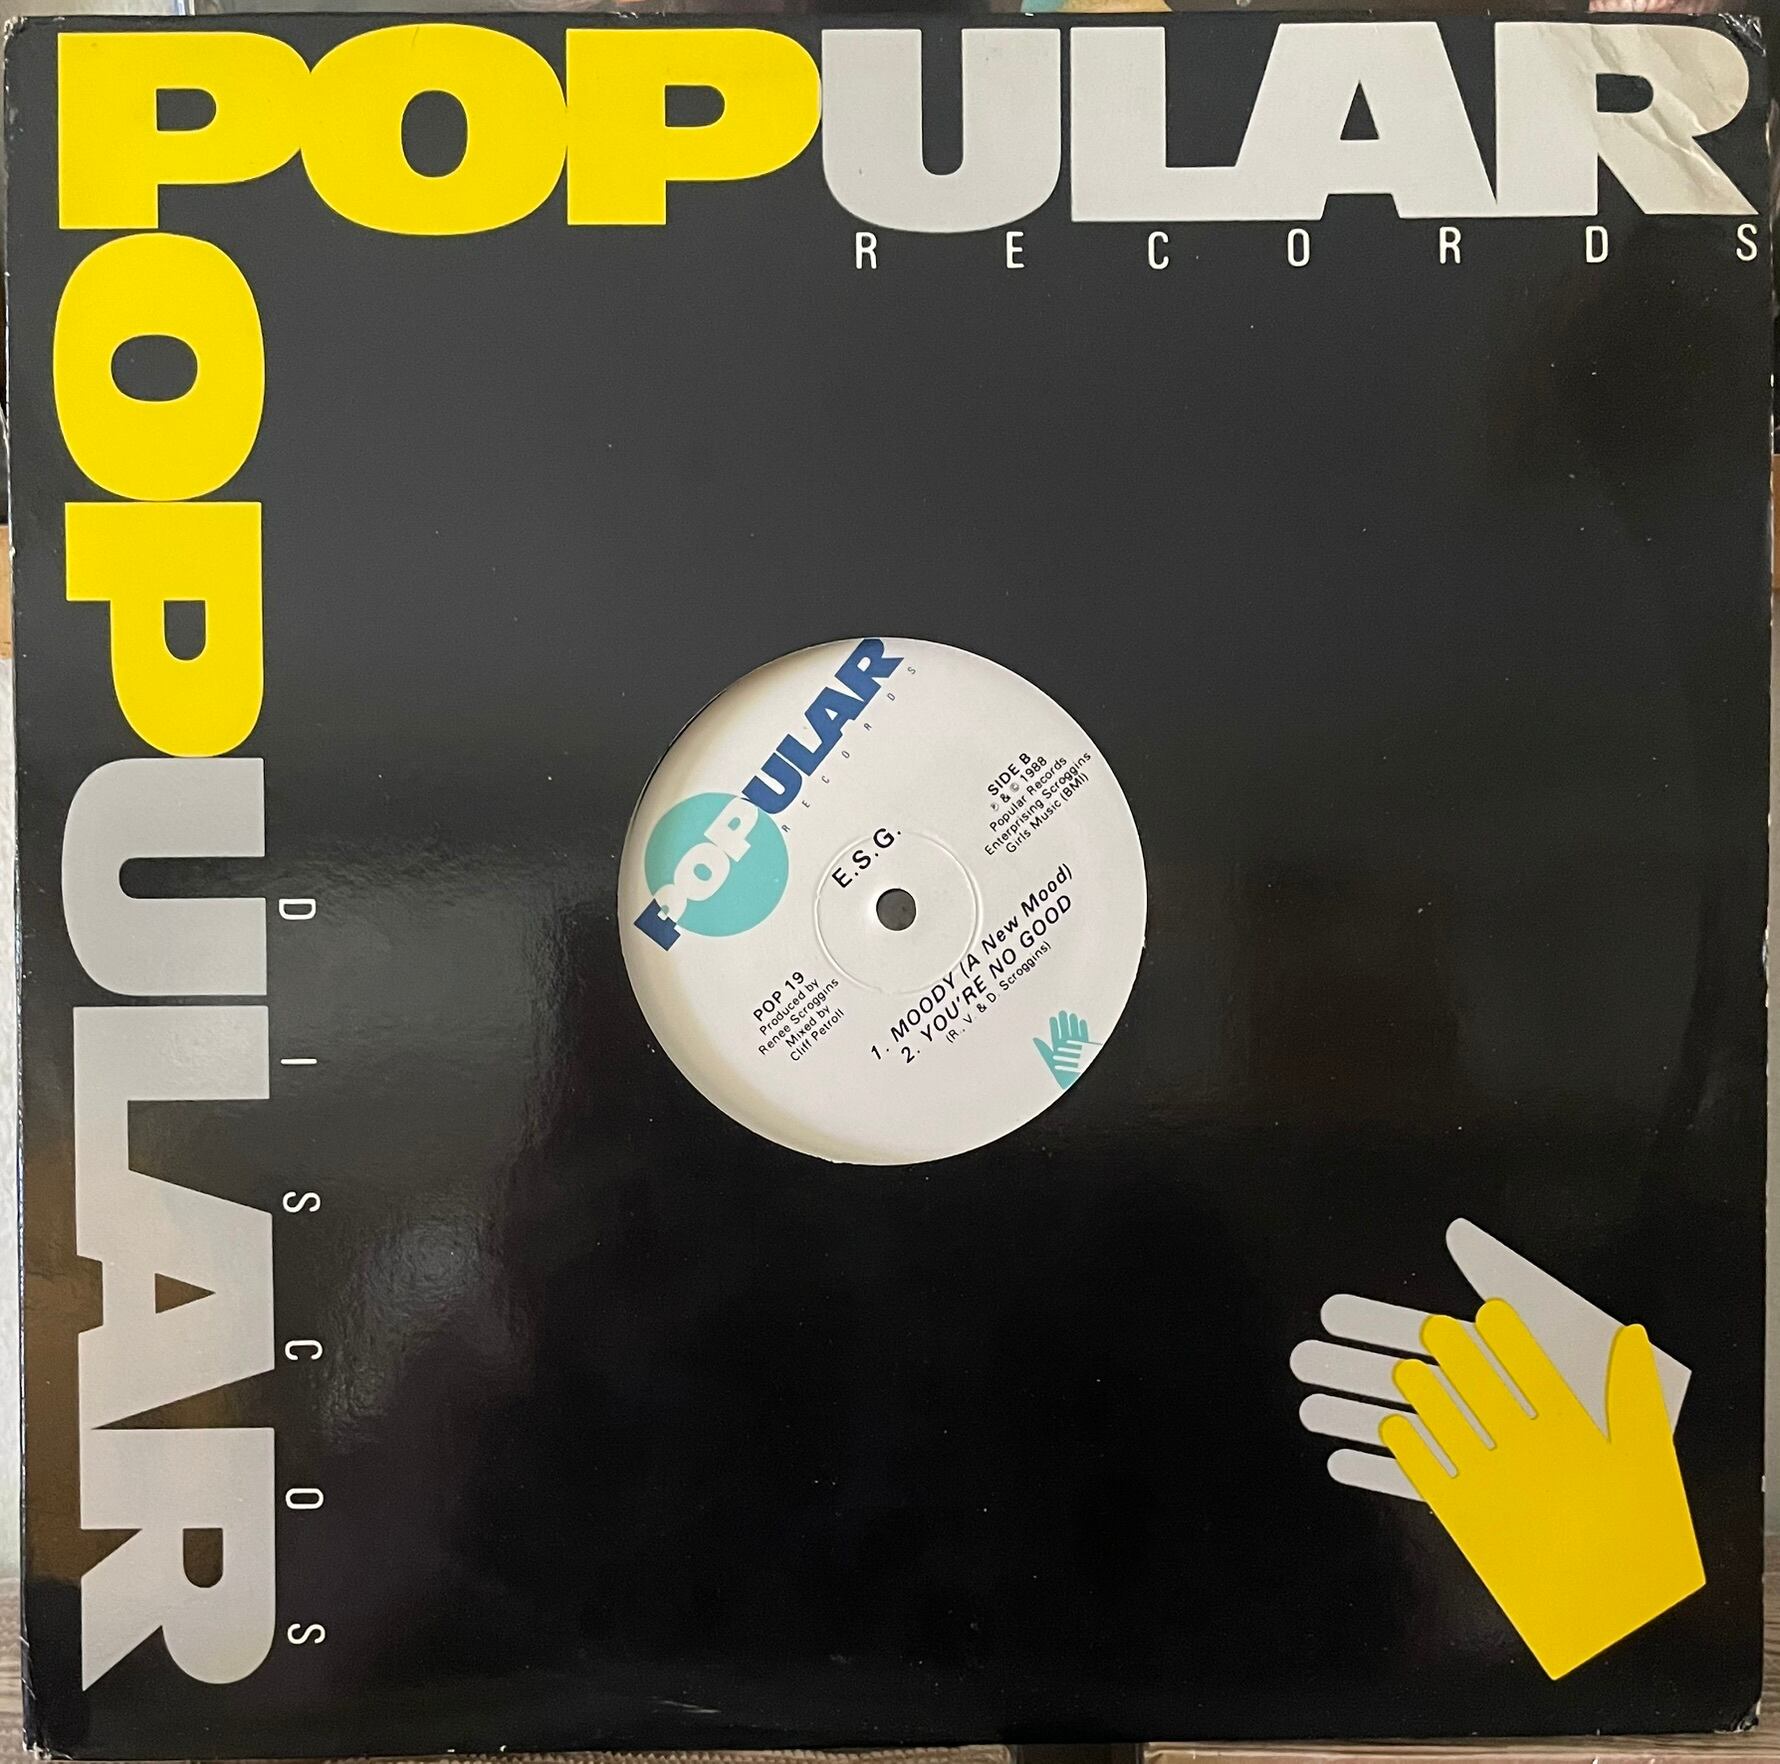 POPULAR
RECORDS
POPULAR
DISCOS
POPULAR
RECORDS
E.S.G.
SIDE B
℗ & © 1988
Popular Records
Enterprising Scroggins
Girls Music (BMI)
POP 19
Produced by
Renee Scroggins
Mixed by
Cliff Petroll
1. MOODY (A New Mood)
2. YOU'RE NO GOOD
(R., V. & D. Scroggins)